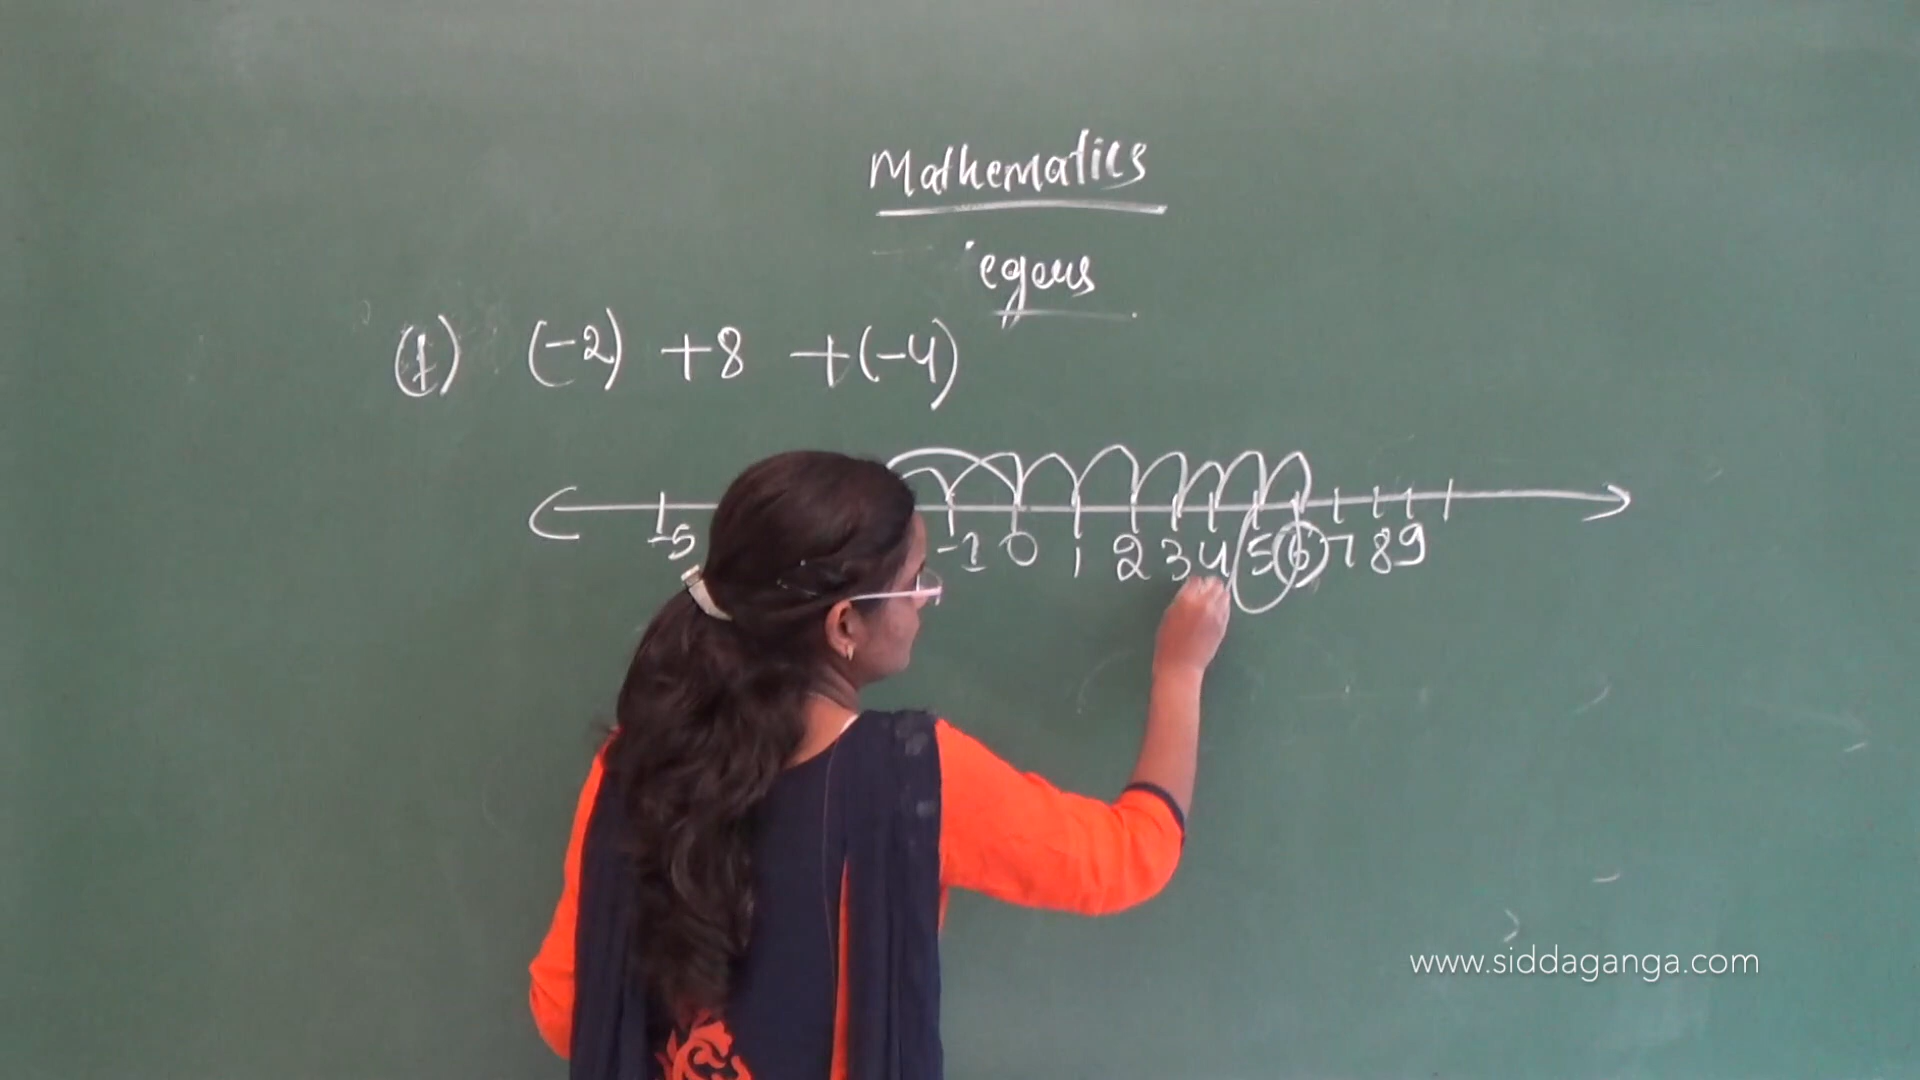 Mathematics
egers
(f) (-2) +8 +(-4)
-5 -1 0 1 2 3 4 5 6 7 8 9
www.siddaganga.com